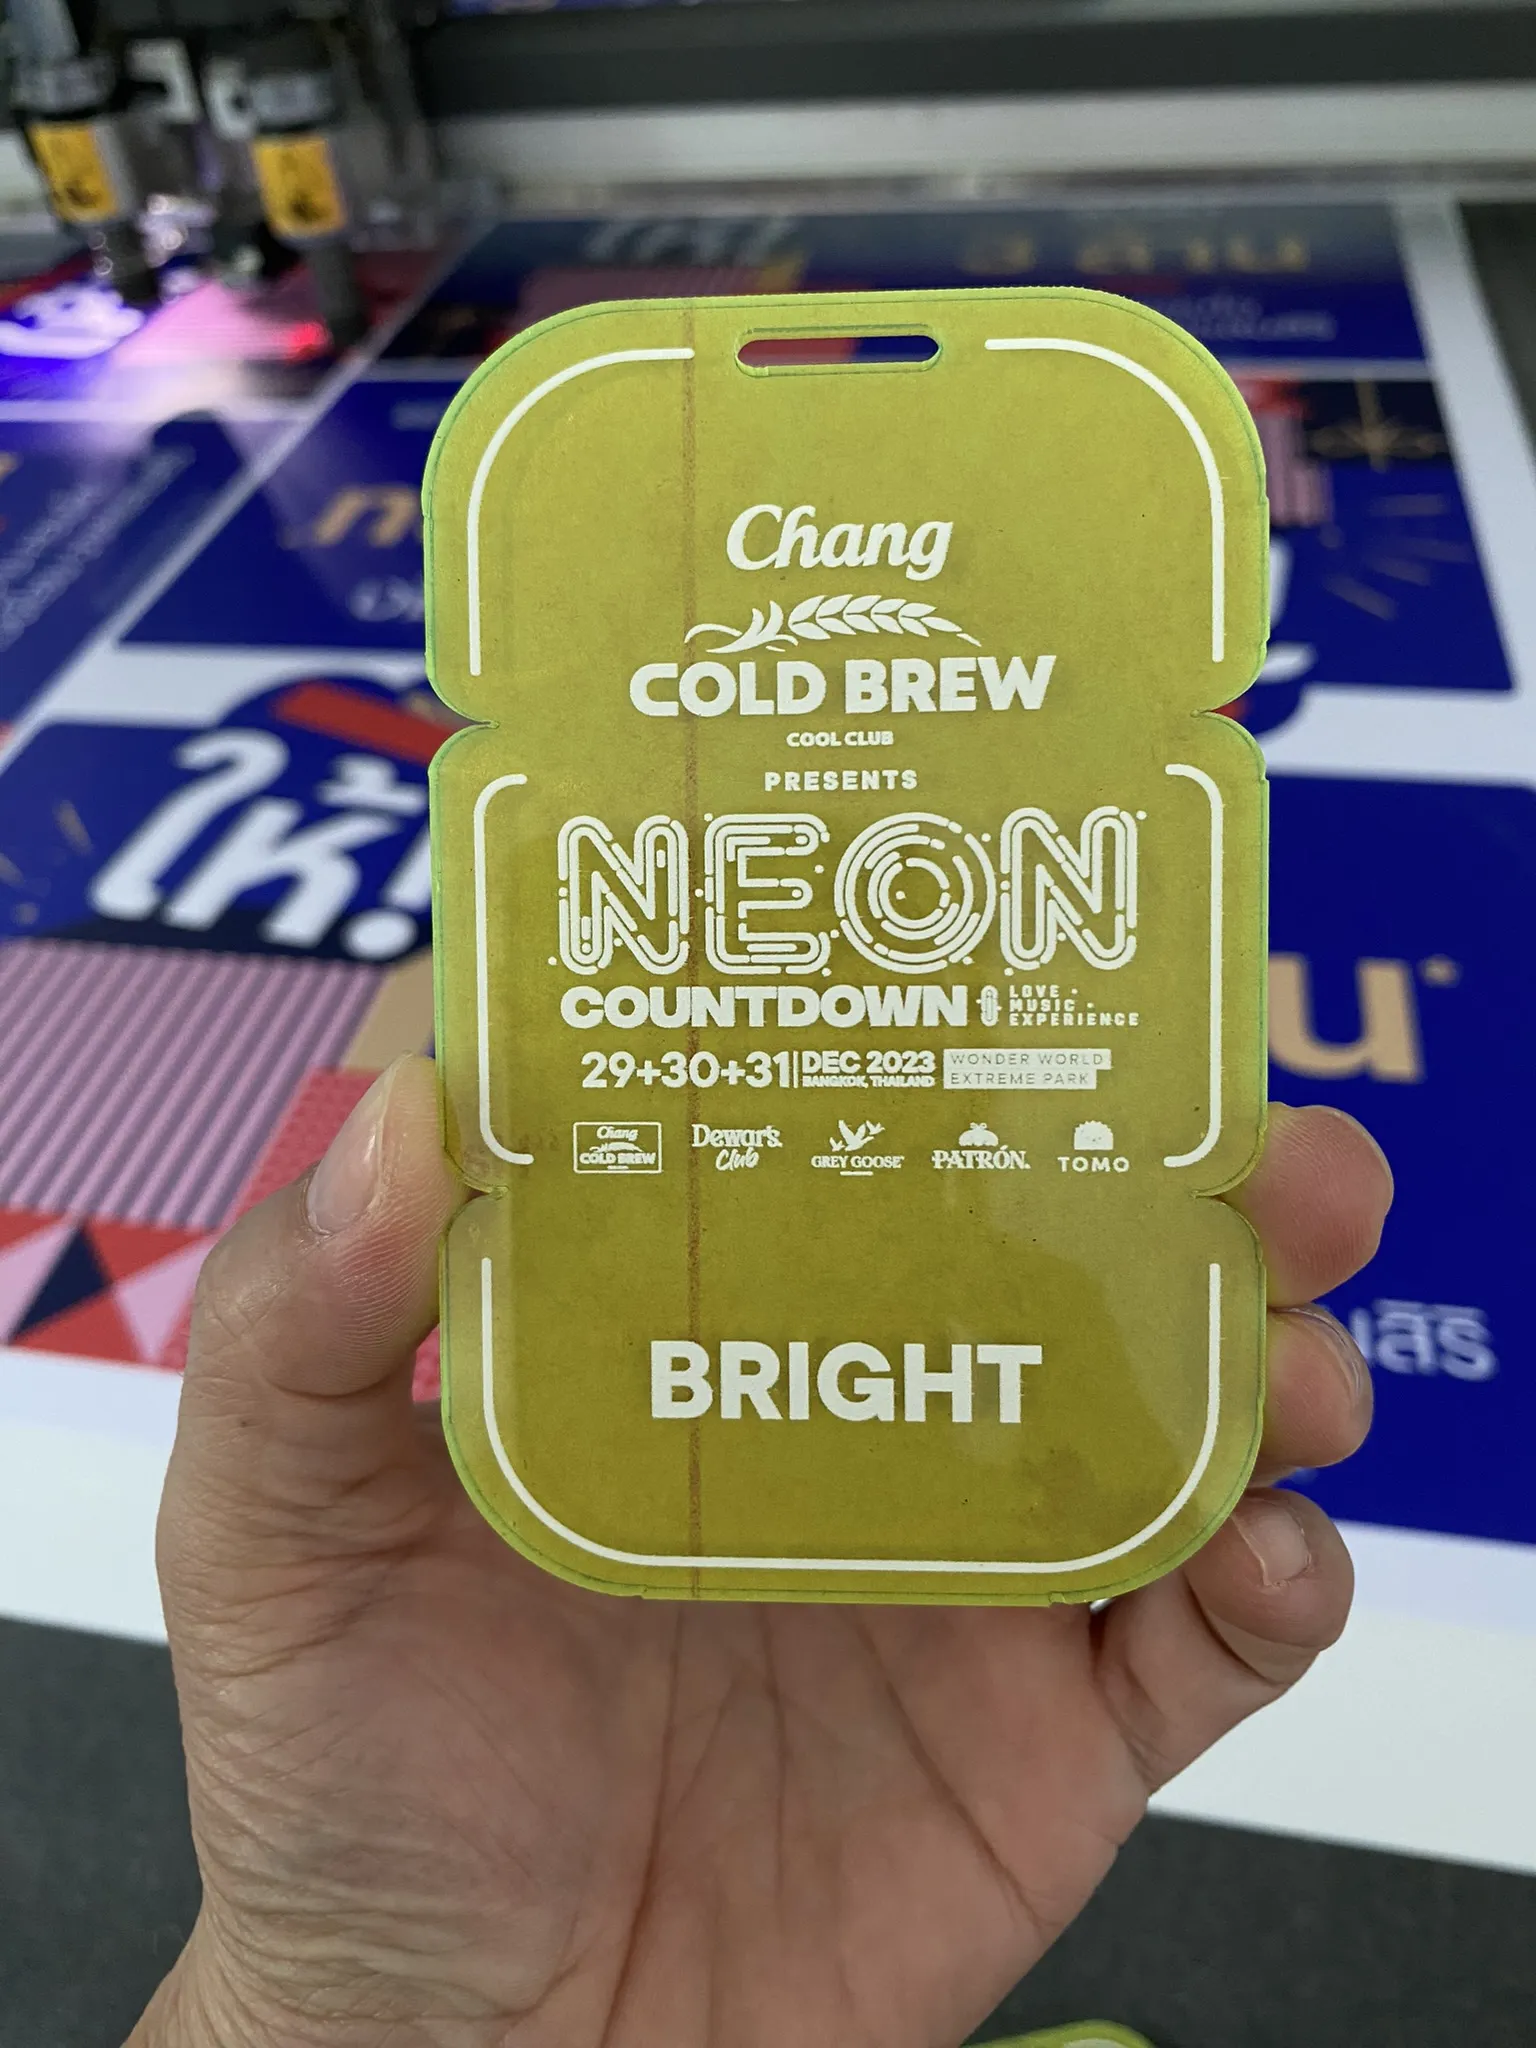 Chang
COLD BREW
COOL CLUB
PRESENTS
NEON
COUNTDOWN
LOVE •
MUSIC •
EXPERIENCE
29+30+31
DEC 2023
BANGKOK, THAILAND
WONDER WORLD
EXTREME PARK
Chang
COLD BREW
Dewar's
Club
GREY GOOSE
PATRÓN.
TOMO
BRIGHT
ให้!